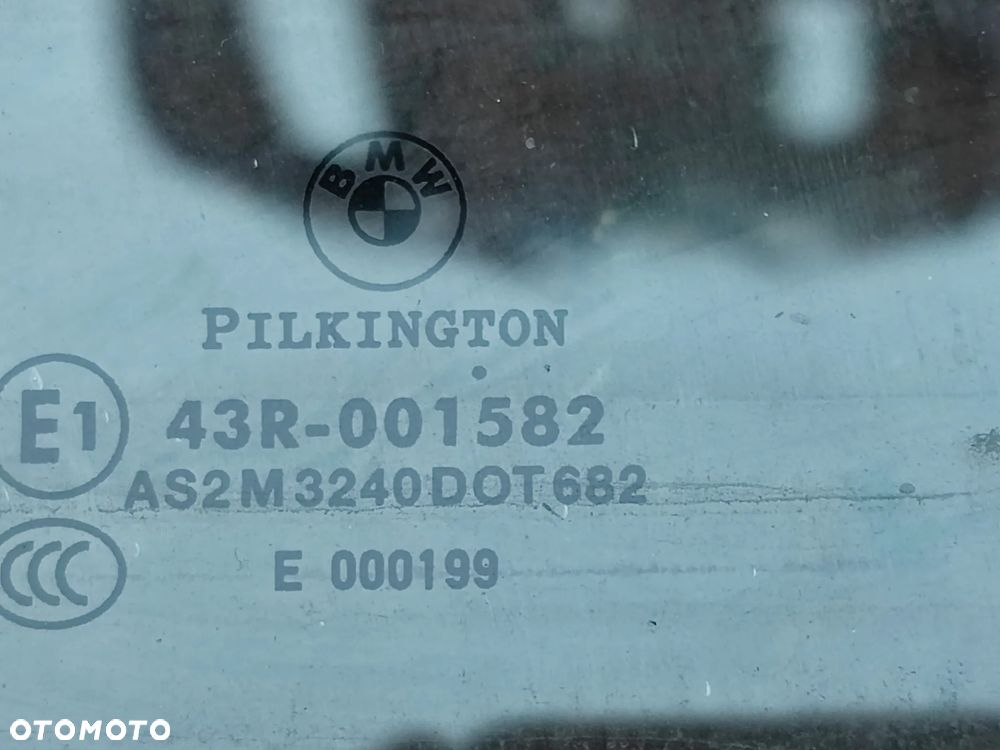 BMW
PILKINGTON
E1 43R-001582
AS2M3240DOT682
CCC E 000199
OTOMOTO